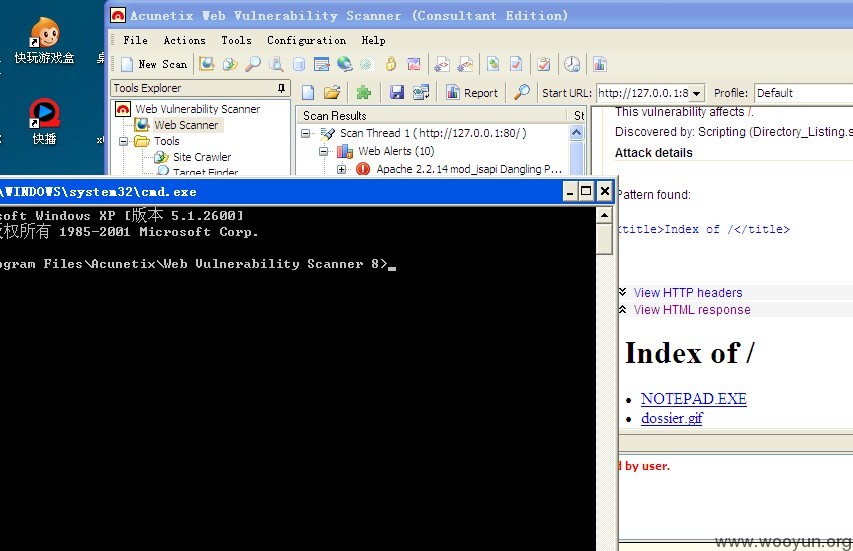 Acunetix Web Vulnerability Scanner (Consultant Edition)
File Actions Tools Configuration Help
New Scan
Tools Explorer
Report
Start URL: http://127.0.0.1:8
Profile: Default
Web Vulnerability Scanner
Web Scanner
Tools
Site Crawler
Target Finder
Scan Results
St
Scan Thread 1 ( http://127.0.0.1:80/ )
Web Alerts (10)
Apache 2.2.14 mod_isapi Dangling P...
This vulnerability affects /.
Discovered by: Scripting (Directory_Listing.s
Attack details
Pattern found:
<title>Index of /</title>
View HTTP headers
View HTML response
Index of /
NOTEPAD.EXE
dossier.gif
d by user.
快玩游戏盒
快播
\WINDOWS\system32\cmd.exe
soft Windows XP [版本 5.1.2600]
权所有 1985-2001 Microsoft Corp.
ogram Files\Acunetix\Web Vulnerability Scanner 8>
www.wooyun.org